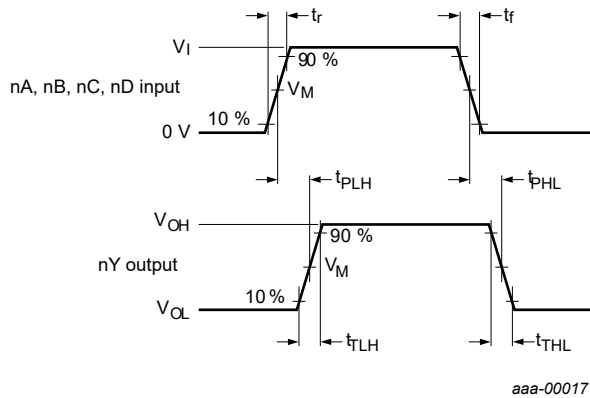 tr
tf
VI
90 %
nA, nB, nC, nD input
VM
10 %
0 V
tPLH
tPHL
VOH
90 %
nY output
VM
10 %
VOL
tTLH
tTHL
aaa-00017